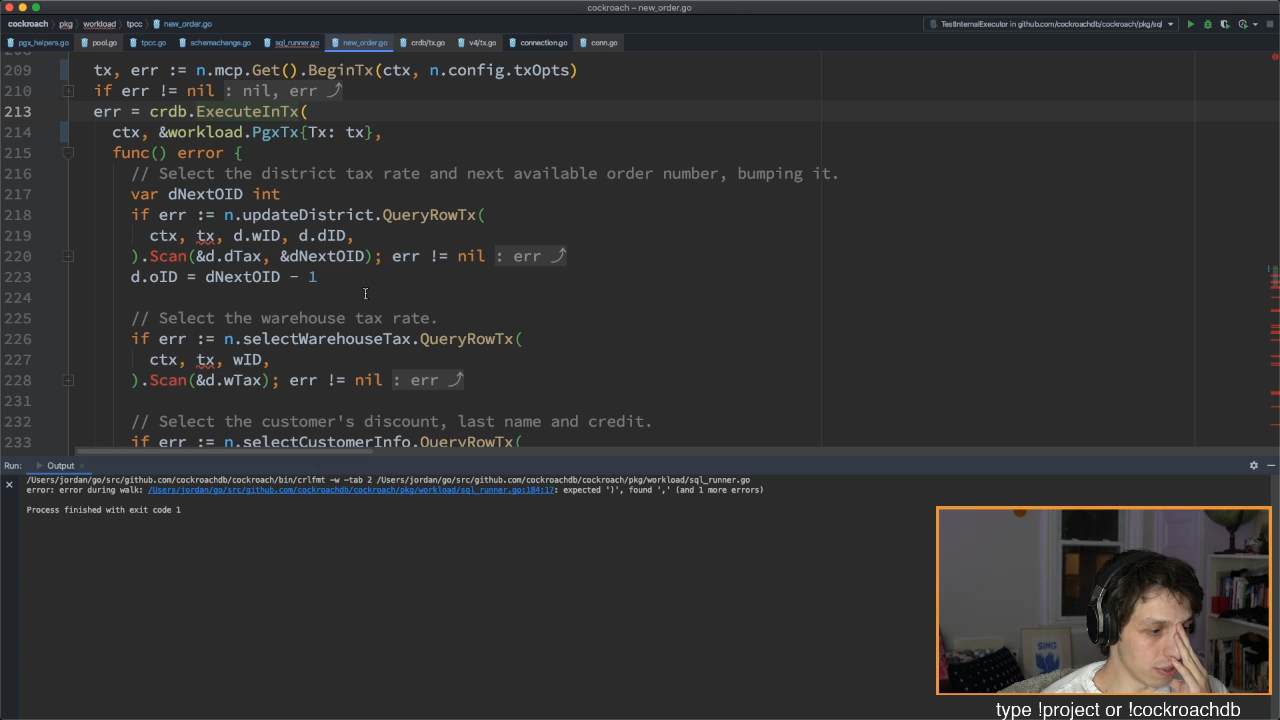 cockroach – new_order.go
cockroach pkg workload tpcc new_order.go TestInternalExecutor in github.com/cockroachdb/cockroach/pkg/sql
pgx_helpers.go pool.go tpcc.go schemachange.go sql_runner.go new_order.go crdb/tx.go v4/tx.go connection.go conn.go
209 tx, err := n.mcp.Get().BeginTx(ctx, n.config.txOpts)
210 if err != nil : nil, err
213 err = crdb.ExecuteInTx(
214 ctx, &workload.PgxTx{Tx: tx},
215 func() error {
216 // Select the district tax rate and next available order number, bumping it.
217 var dNextOID int
218 if err := n.updateDistrict.QueryRowTx(
219 ctx, tx, d.wID, d.dID,
220 ).Scan(&d.dTax, &dNextOID); err != nil : err
223 d.oID = dNextOID - 1
224
225 // Select the warehouse tax rate.
226 if err := n.selectWarehouseTax.QueryRowTx(
227 ctx, tx, wID,
228 ).Scan(&d.wTax); err != nil : err
231
232 // Select the customer's discount, last name and credit.
233 if err := n.selectCustomerInfo.QueryRowTx(
Run: Output
/Users/jordan/go/src/github.com/cockroachdb/cockroach/bin/crlfmt -w -tab 2 /Users/jordan/go/src/github.com/cockroachdb/cockroach/pkg/workload/sql_runner.go
error: error during walk: /Users/jordan/go/src/github.com/cockroachdb/cockroach/pkg/workload/sql_runner.go:184:17: expected ')', found ',' (and 1 more errors)
Process finished with exit code 1
SING
type !project or !cockroachdb